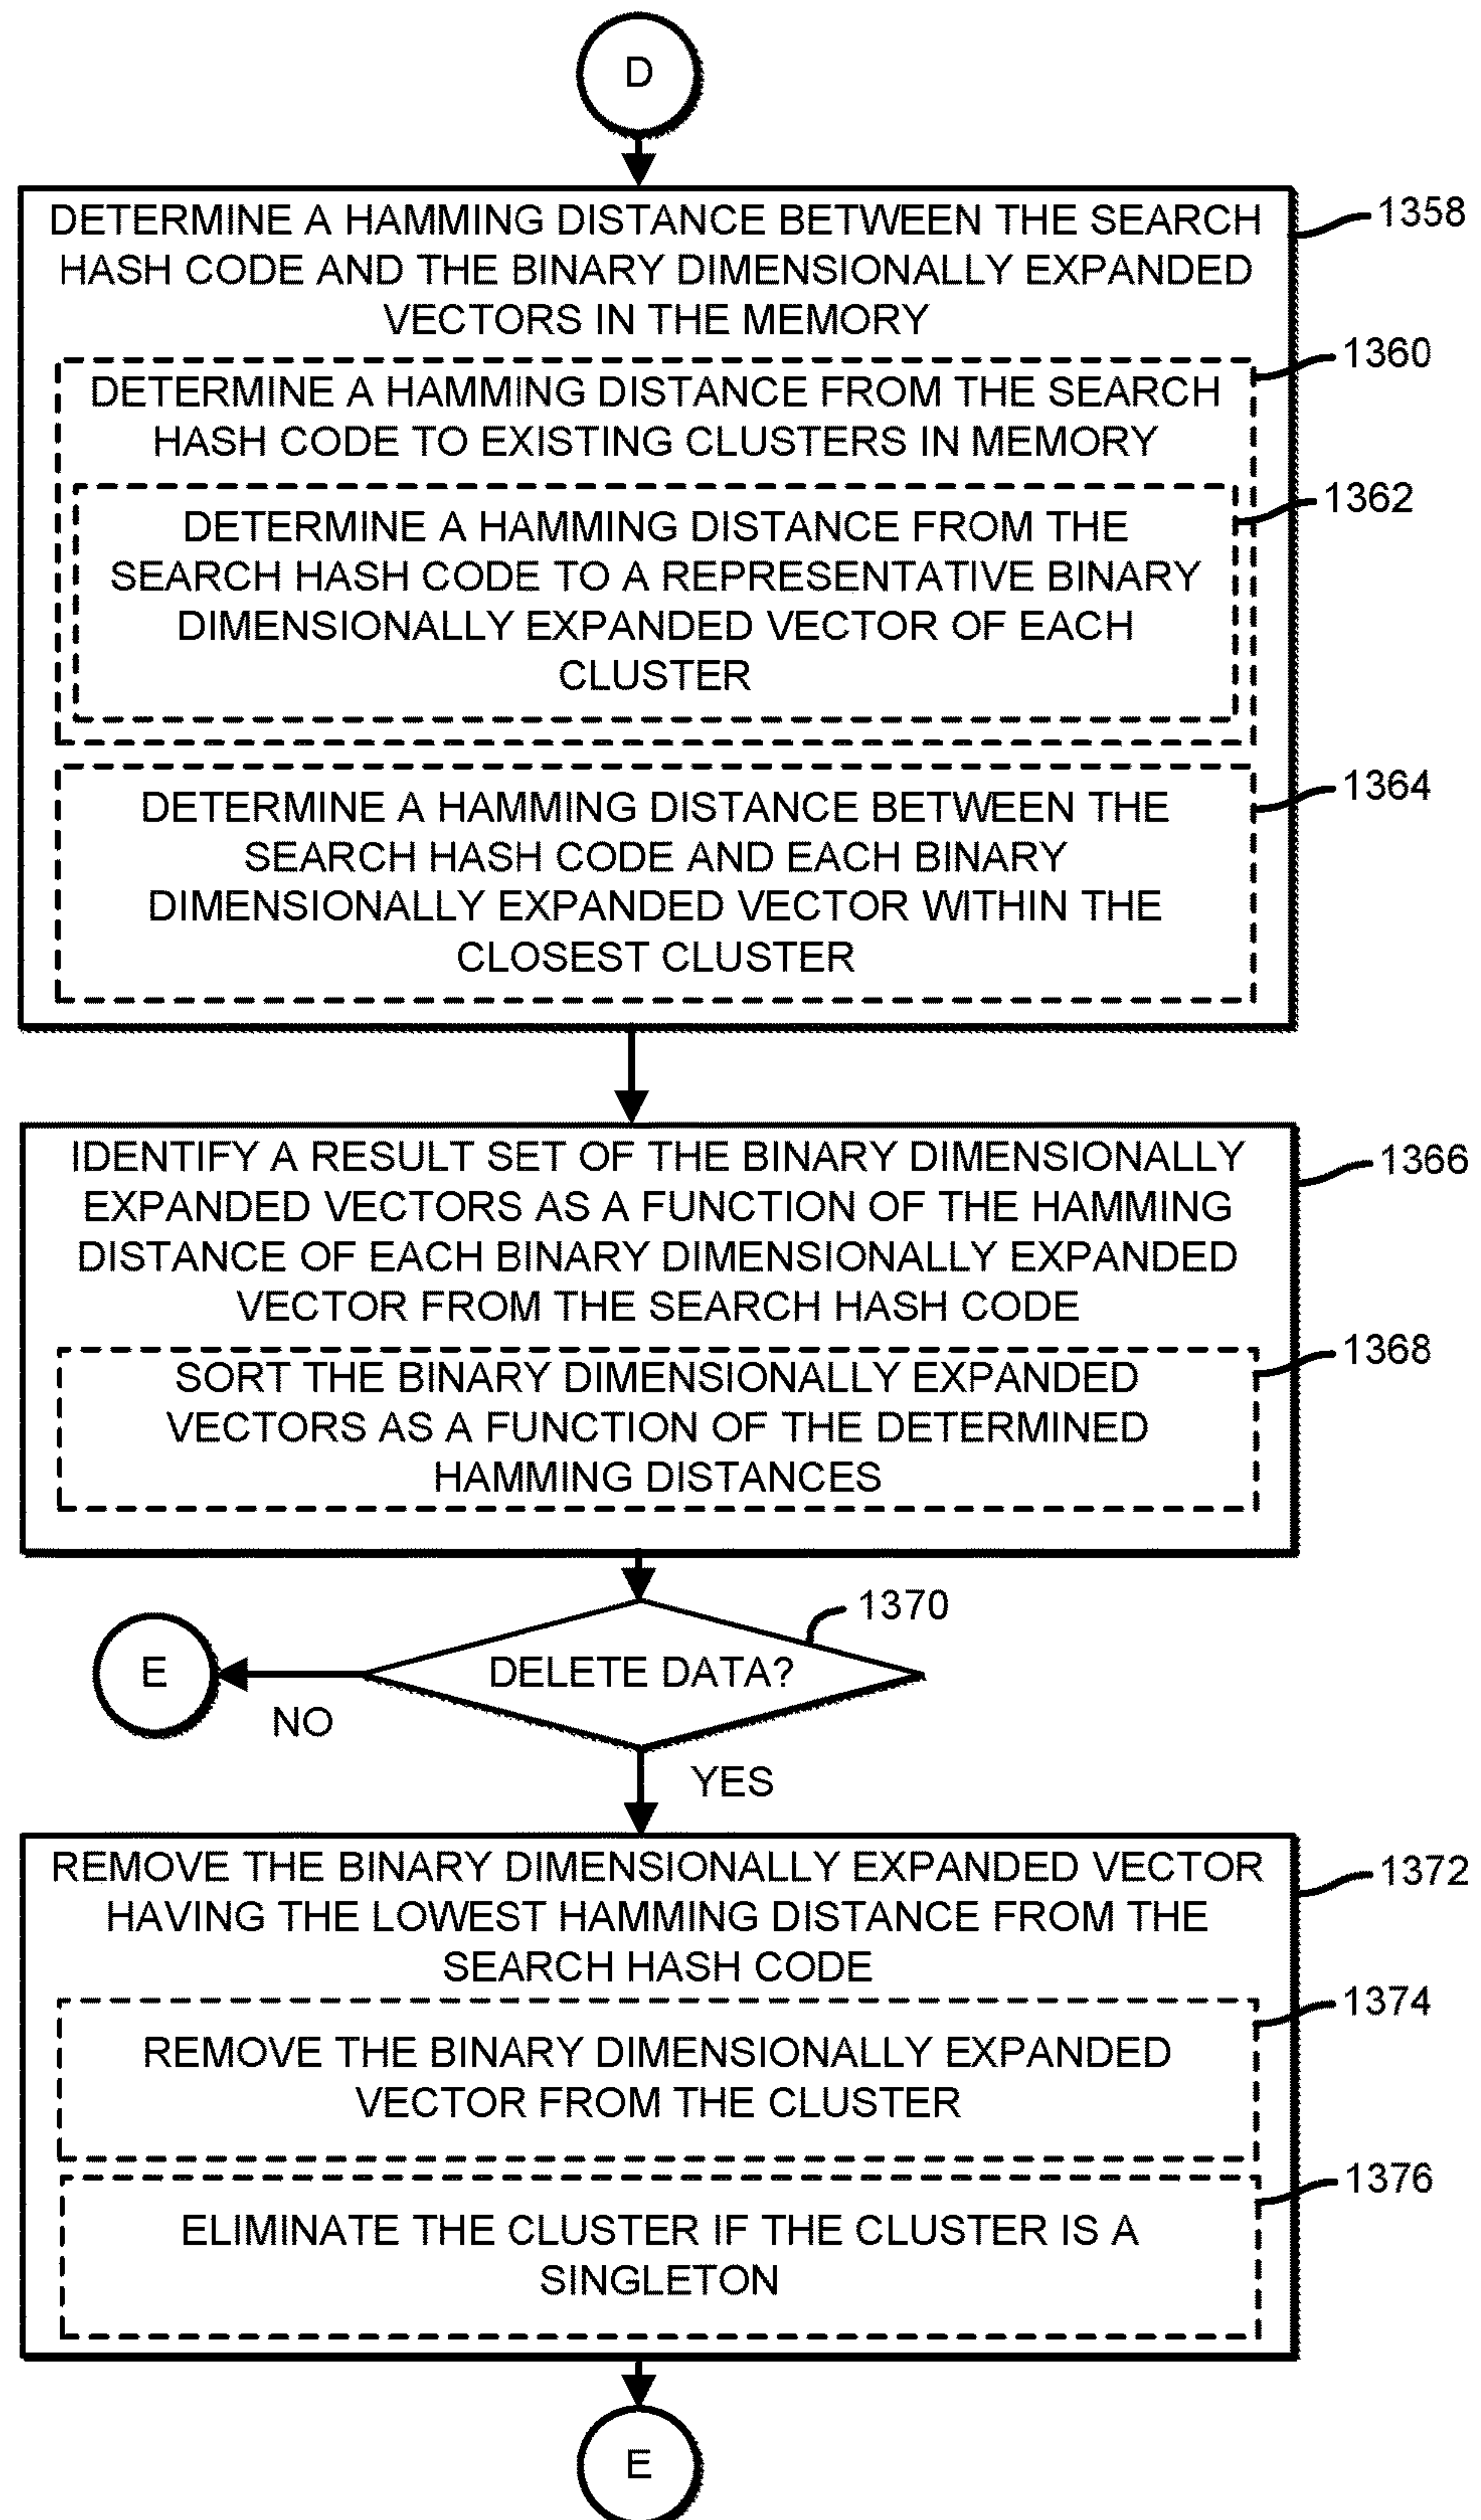 D
DETERMINE A HAMMING DISTANCE BETWEEN THE SEARCH
HASH CODE AND THE BINARY DIMENSIONALLY EXPANDED
VECTORS IN THE MEMORY
1358
DETERMINE A HAMMING DISTANCE FROM THE SEARCH
HASH CODE TO EXISTING CLUSTERS IN MEMORY
1360
DETERMINE A HAMMING DISTANCE FROM THE
SEARCH HASH CODE TO A REPRESENTATIVE BINARY
DIMENSIONALLY EXPANDED VECTOR OF EACH
CLUSTER
1362
DETERMINE A HAMMING DISTANCE BETWEEN THE
SEARCH HASH CODE AND EACH BINARY
DIMENSIONALLY EXPANDED VECTOR WITHIN THE
CLOSEST CLUSTER
1364
IDENTIFY A RESULT SET OF THE BINARY DIMENSIONALLY
EXPANDED VECTORS AS A FUNCTION OF THE HAMMING
DISTANCE OF EACH BINARY DIMENSIONALLY EXPANDED
VECTOR FROM THE SEARCH HASH CODE
1366
SORT THE BINARY DIMENSIONALLY EXPANDED
VECTORS AS A FUNCTION OF THE DETERMINED
HAMMING DISTANCES
1368
DELETE DATA?
1370
E
NO
YES
REMOVE THE BINARY DIMENSIONALLY EXPANDED VECTOR
HAVING THE LOWEST HAMMING DISTANCE FROM THE
SEARCH HASH CODE
1372
REMOVE THE BINARY DIMENSIONALLY EXPANDED
VECTOR FROM THE CLUSTER
1374
ELIMINATE THE CLUSTER IF THE CLUSTER IS A
SINGLETON
1376
E